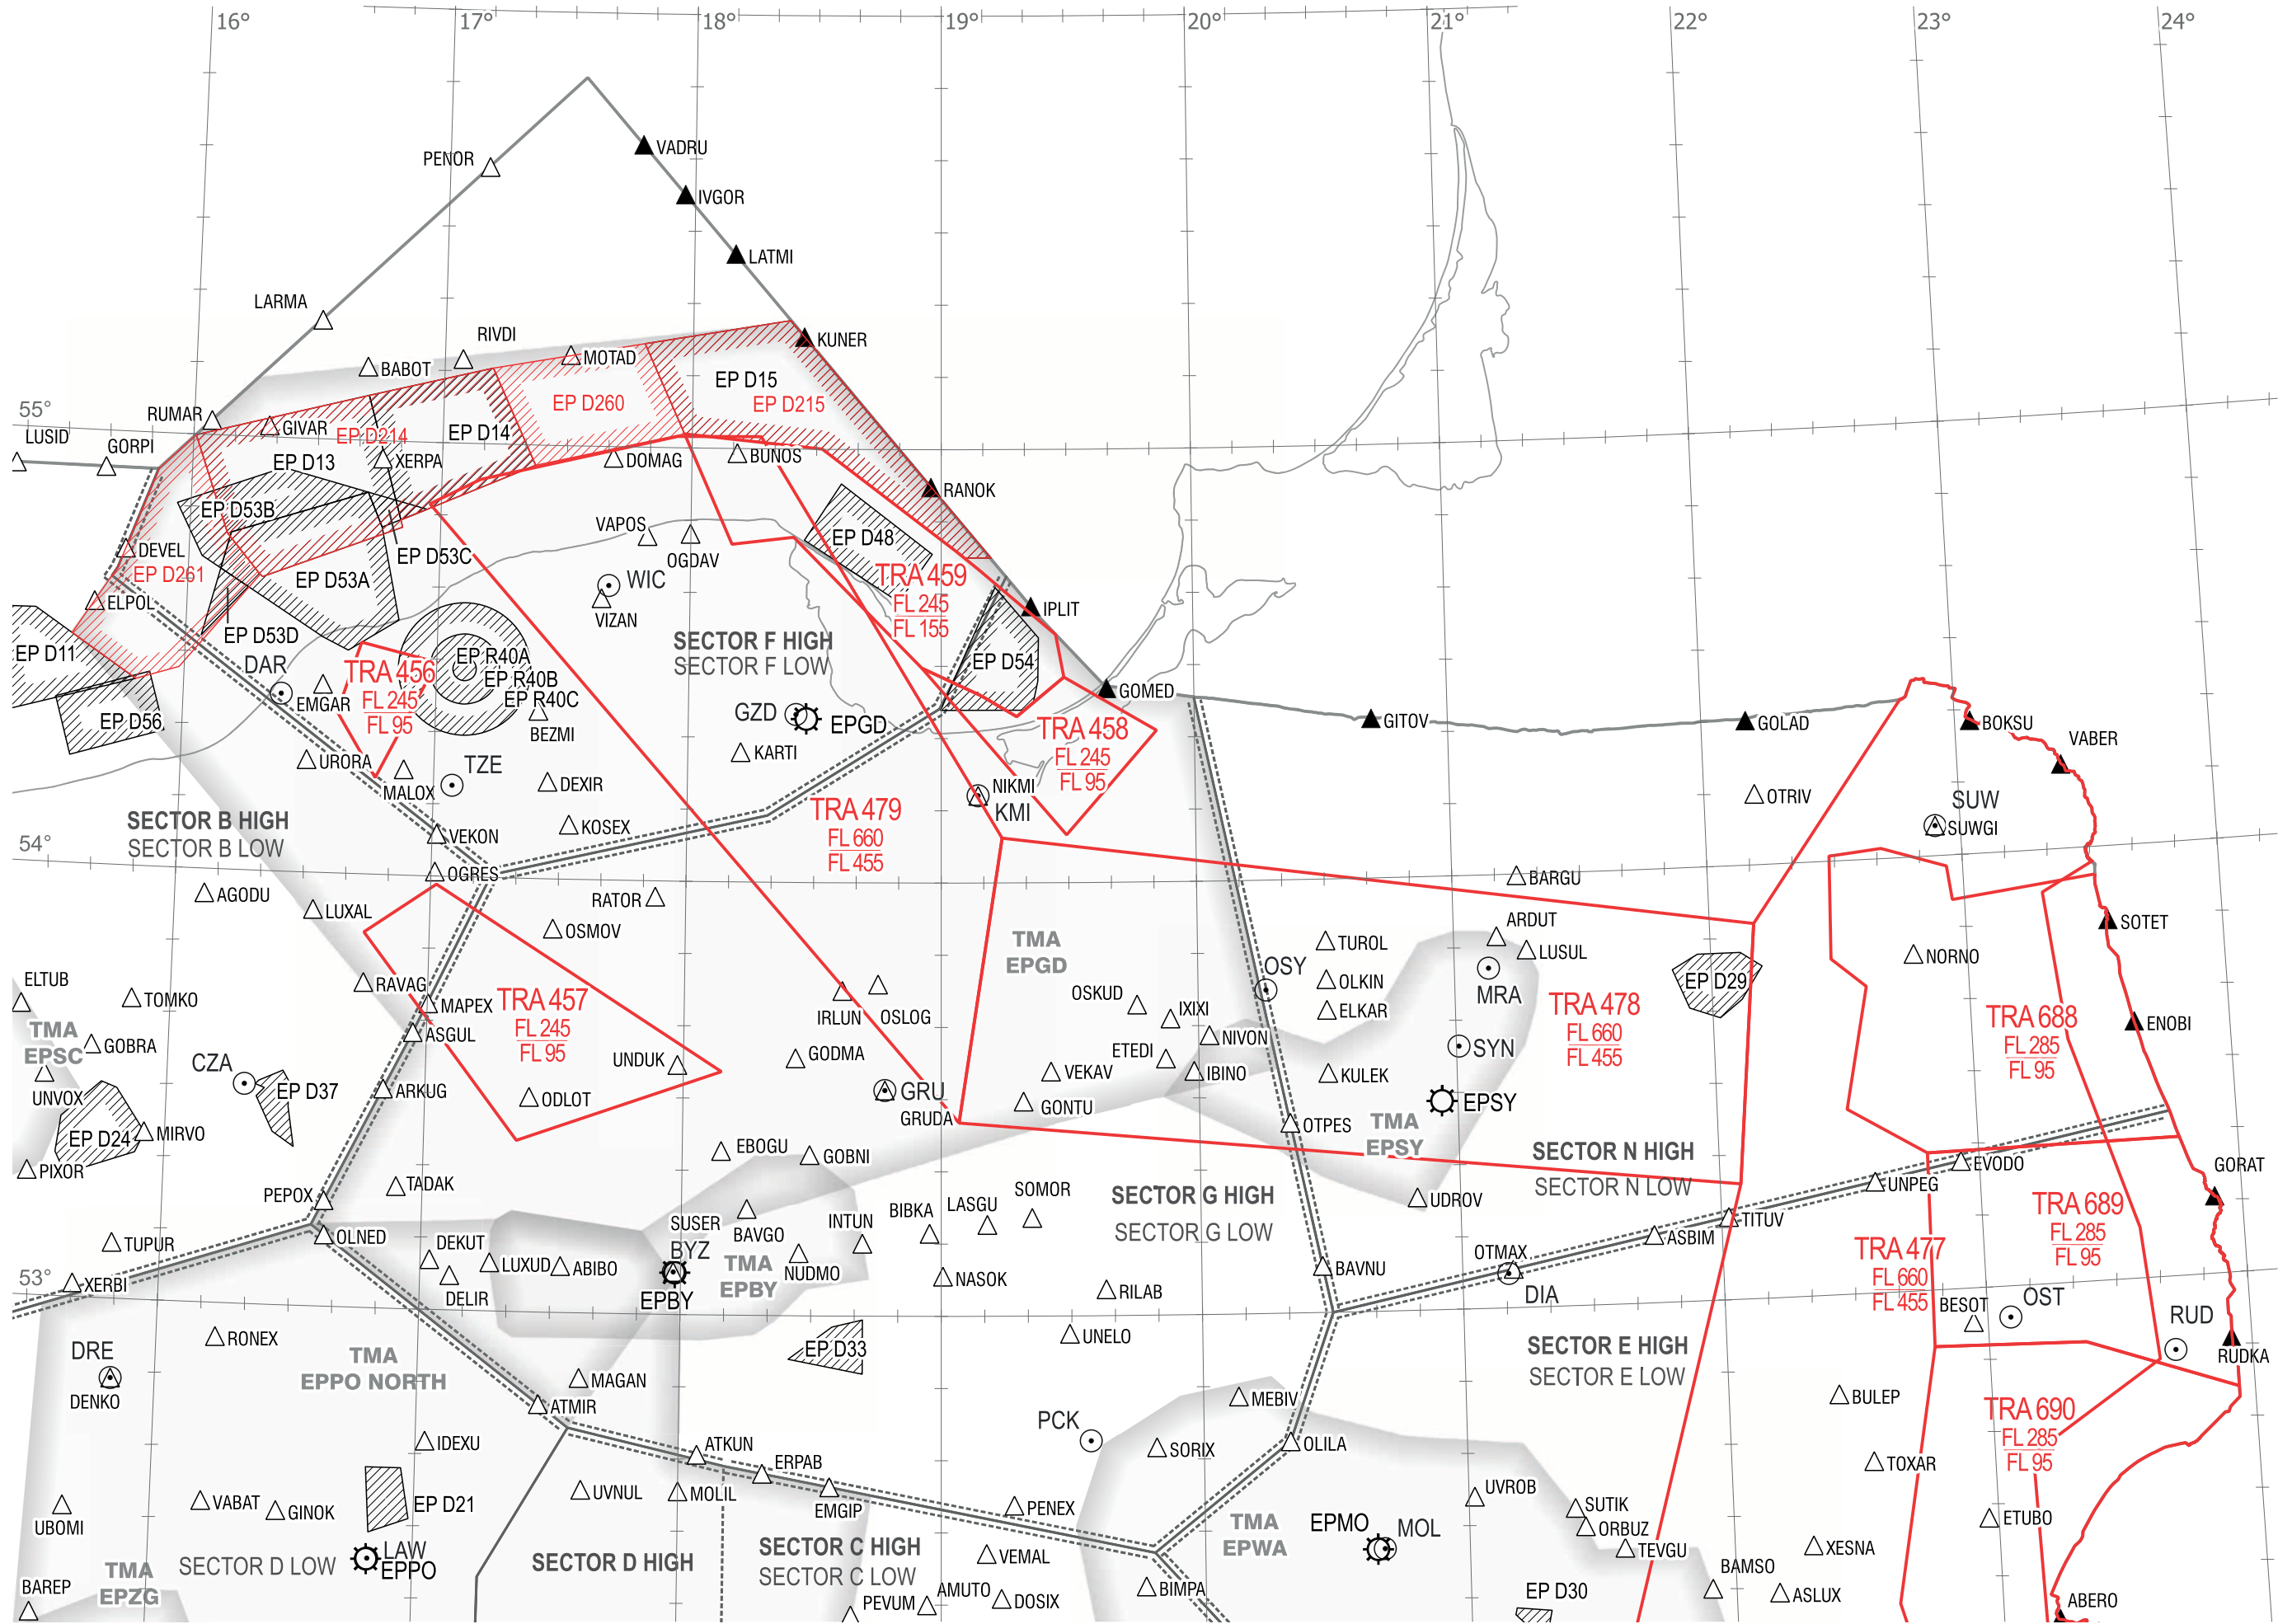 16°
17°
18°
19°
20°
21°
22°
23°
24°
VADRU
PENOR
IVGOR
LATMI
LARMA
RIVDI
KUNER
MOTAD
BABOT
EP D15
EP D260
EP D215
55°
RUMAR
GIVAR
EP D214
EP D14
LUSID
GORPI
EP D13
XERPA
DOMAG
BUNOS
RANOK
EP D53B
VAPOS
EP D48
DEVEL
EP D53C
OGDAV
EP D261
EP D53A
WIC
TRA 459
FL 245
FL 155
ELPOL
VIZAN
IPLIT
EP D53D
SECTOR F HIGH
SECTOR F LOW
EP D11
DAR
TRA 456
FL 245
FL 95
EP R40A
EP R40B
EP R40C
EP D54
EMGAR
GOMED
EP D56
BEZMI
GZD
EPGD
TRA 458
FL 245
FL 95
GITOV
GOLAD
BOKSU
VABER
URORA
TZE
KARTI
MALOX
DEXIR
NIKMI
KMI
OTRIV
SUW
SUWGI
SECTOR B HIGH
SECTOR B LOW
VEKON
KOSEX
TRA 479
FL 660
FL 455
54°
OGRES
BARGU
AGODU
LUXAL
RATOR
OSMOV
ARDUT
SOTET
TMA
EPGD
TUROL
LUSUL
NORNO
ELTUB
RAVAG
OSY
OLKIN
MRA
EP D29
TOMKO
MAPEX
TRA 457
FL 245
FL 95
IRLUN
OSLOG
OSKUD
IXIXI
ELKAR
TRA 478
FL 660
FL 455
TRA 688
FL 285
FL 95
ENOBI
TMA
EPSC
GOBRA
ASGUL
NIVON
SYN
CZA
UNDUK
GODMA
ETEDI
VEKAV
IBINO
KULEK
UNVOX
EP D37
ARKUG
ODLOT
GRU
GRUDA
GONTU
EPSY
EP D24
MIRVO
OTPES
TMA
EPSY
EBOGU
GOBNI
SECTOR N HIGH
SECTOR N LOW
EVODO
GORAT
PIXOR
TADAK
UNPEG
PEPOX
SOMOR
SECTOR G HIGH
SECTOR G LOW
UDROV
TRA 689
FL 285
FL 95
BIBKA
LASGU
SUSER
BAVGO
INTUN
TITUV
TUPUR
OLNED
DEKUT
ASBIM
BYZ
TMA
EPBY
NUDMO
OTMAX
TRA 477
FL 660
FL 455
LUXUD
ABIBO
BAVNU
53°
XERBI
DELIR
EPBY
NASOK
RILAB
DIA
BESOT
OST
RUD
RONEX
UNELO
EP D33
SECTOR E HIGH
SECTOR E LOW
RUDKA
DRE
DENKO
TMA
EPPO NORTH
MAGAN
MEBIV
BULEP
ATMIR
PCK
TRA 690
FL 285
FL 95
IDEXU
ATKUN
SORIX
OLILA
ERPAB
TOXAR
UVROB
VABAT
GINOK
EP D21
UVNUL
MOLIL
EMGIP
PENEX
SUTIK
ORBUZ
ETUBO
UBOMI
TMA
EPWA
EPMO
MOL
TEVGU
XESNA
SECTOR D LOW
LAW
EPPO
SECTOR D HIGH
SECTOR C HIGH
SECTOR C LOW
VEMAL
TMA
EPZG
BAREP
AMUTO
DOSIX
BIMPA
EP D30
BAMSO
ASLUX
ABERO
PEVUM